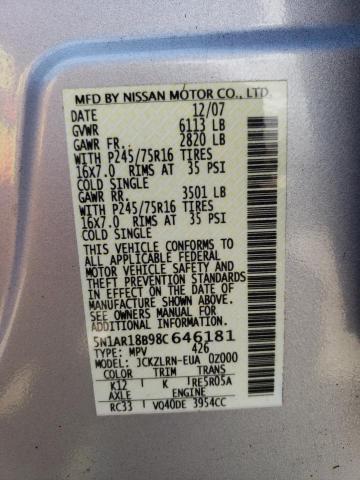 MFD BY NISSAN MOTOR CO., LTD.
DATE 12/07
GVWR 6113 LB
GAWR FR. 2820 LB
WITH P245/75R16 TIRES
16X7.0 RIMS AT 35 PSI
COLD SINGLE
GAWR RR. 3501 LB
WITH P245/75R16 TIRES
16X7.0 RIMS AT 35 PSI
COLD SINGLE
THIS VEHICLE CONFORMS TO
ALL APPLICABLE FEDERAL
MOTOR VEHICLE SAFETY AND
THEFT PREVENTION STANDARDS
IN EFFECT ON THE DATE OF
MANUFACTURE SHOWN ABOVE.
SEE OWNERS MANUAL FOR
ADDITIONAL INFORMATION
5N1AR18B98C646181
TYPE: MPV 426
MODEL: JCKZLRN-EUA 0Z000
COLOR TRIM TRANS
K12 K RE5R05A
AXLE ENGINE
RC33 VQ40DE 3954CC